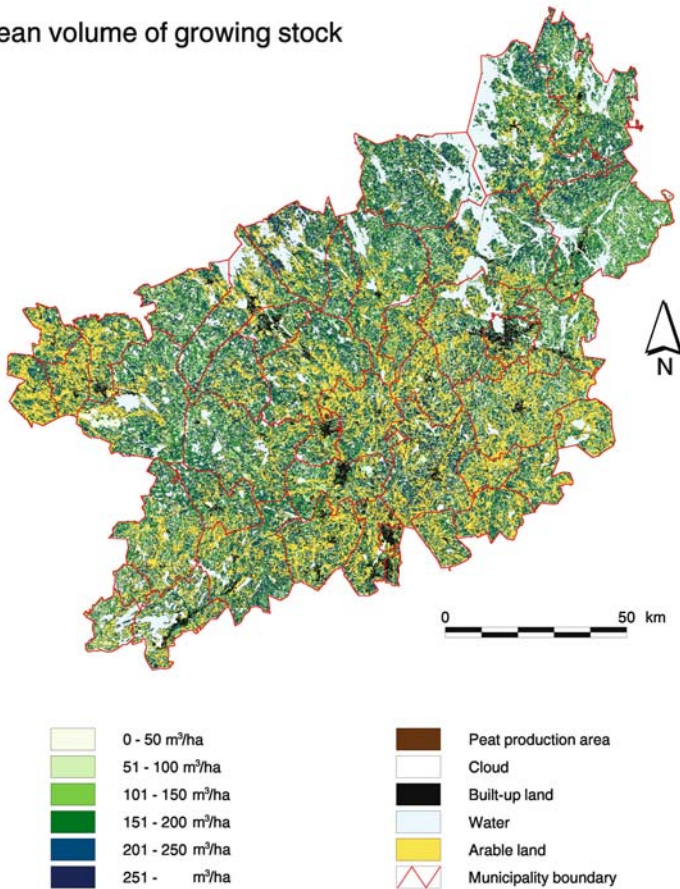 ean volume of growing stock
N
0 50 km
0 - 50 m³/ha
51 - 100 m³/ha
101 - 150 m³/ha
151 - 200 m³/ha
201 - 250 m³/ha
251 - m³/ha
Peat production area
Cloud
Built-up land
Water
Arable land
Municipality boundary